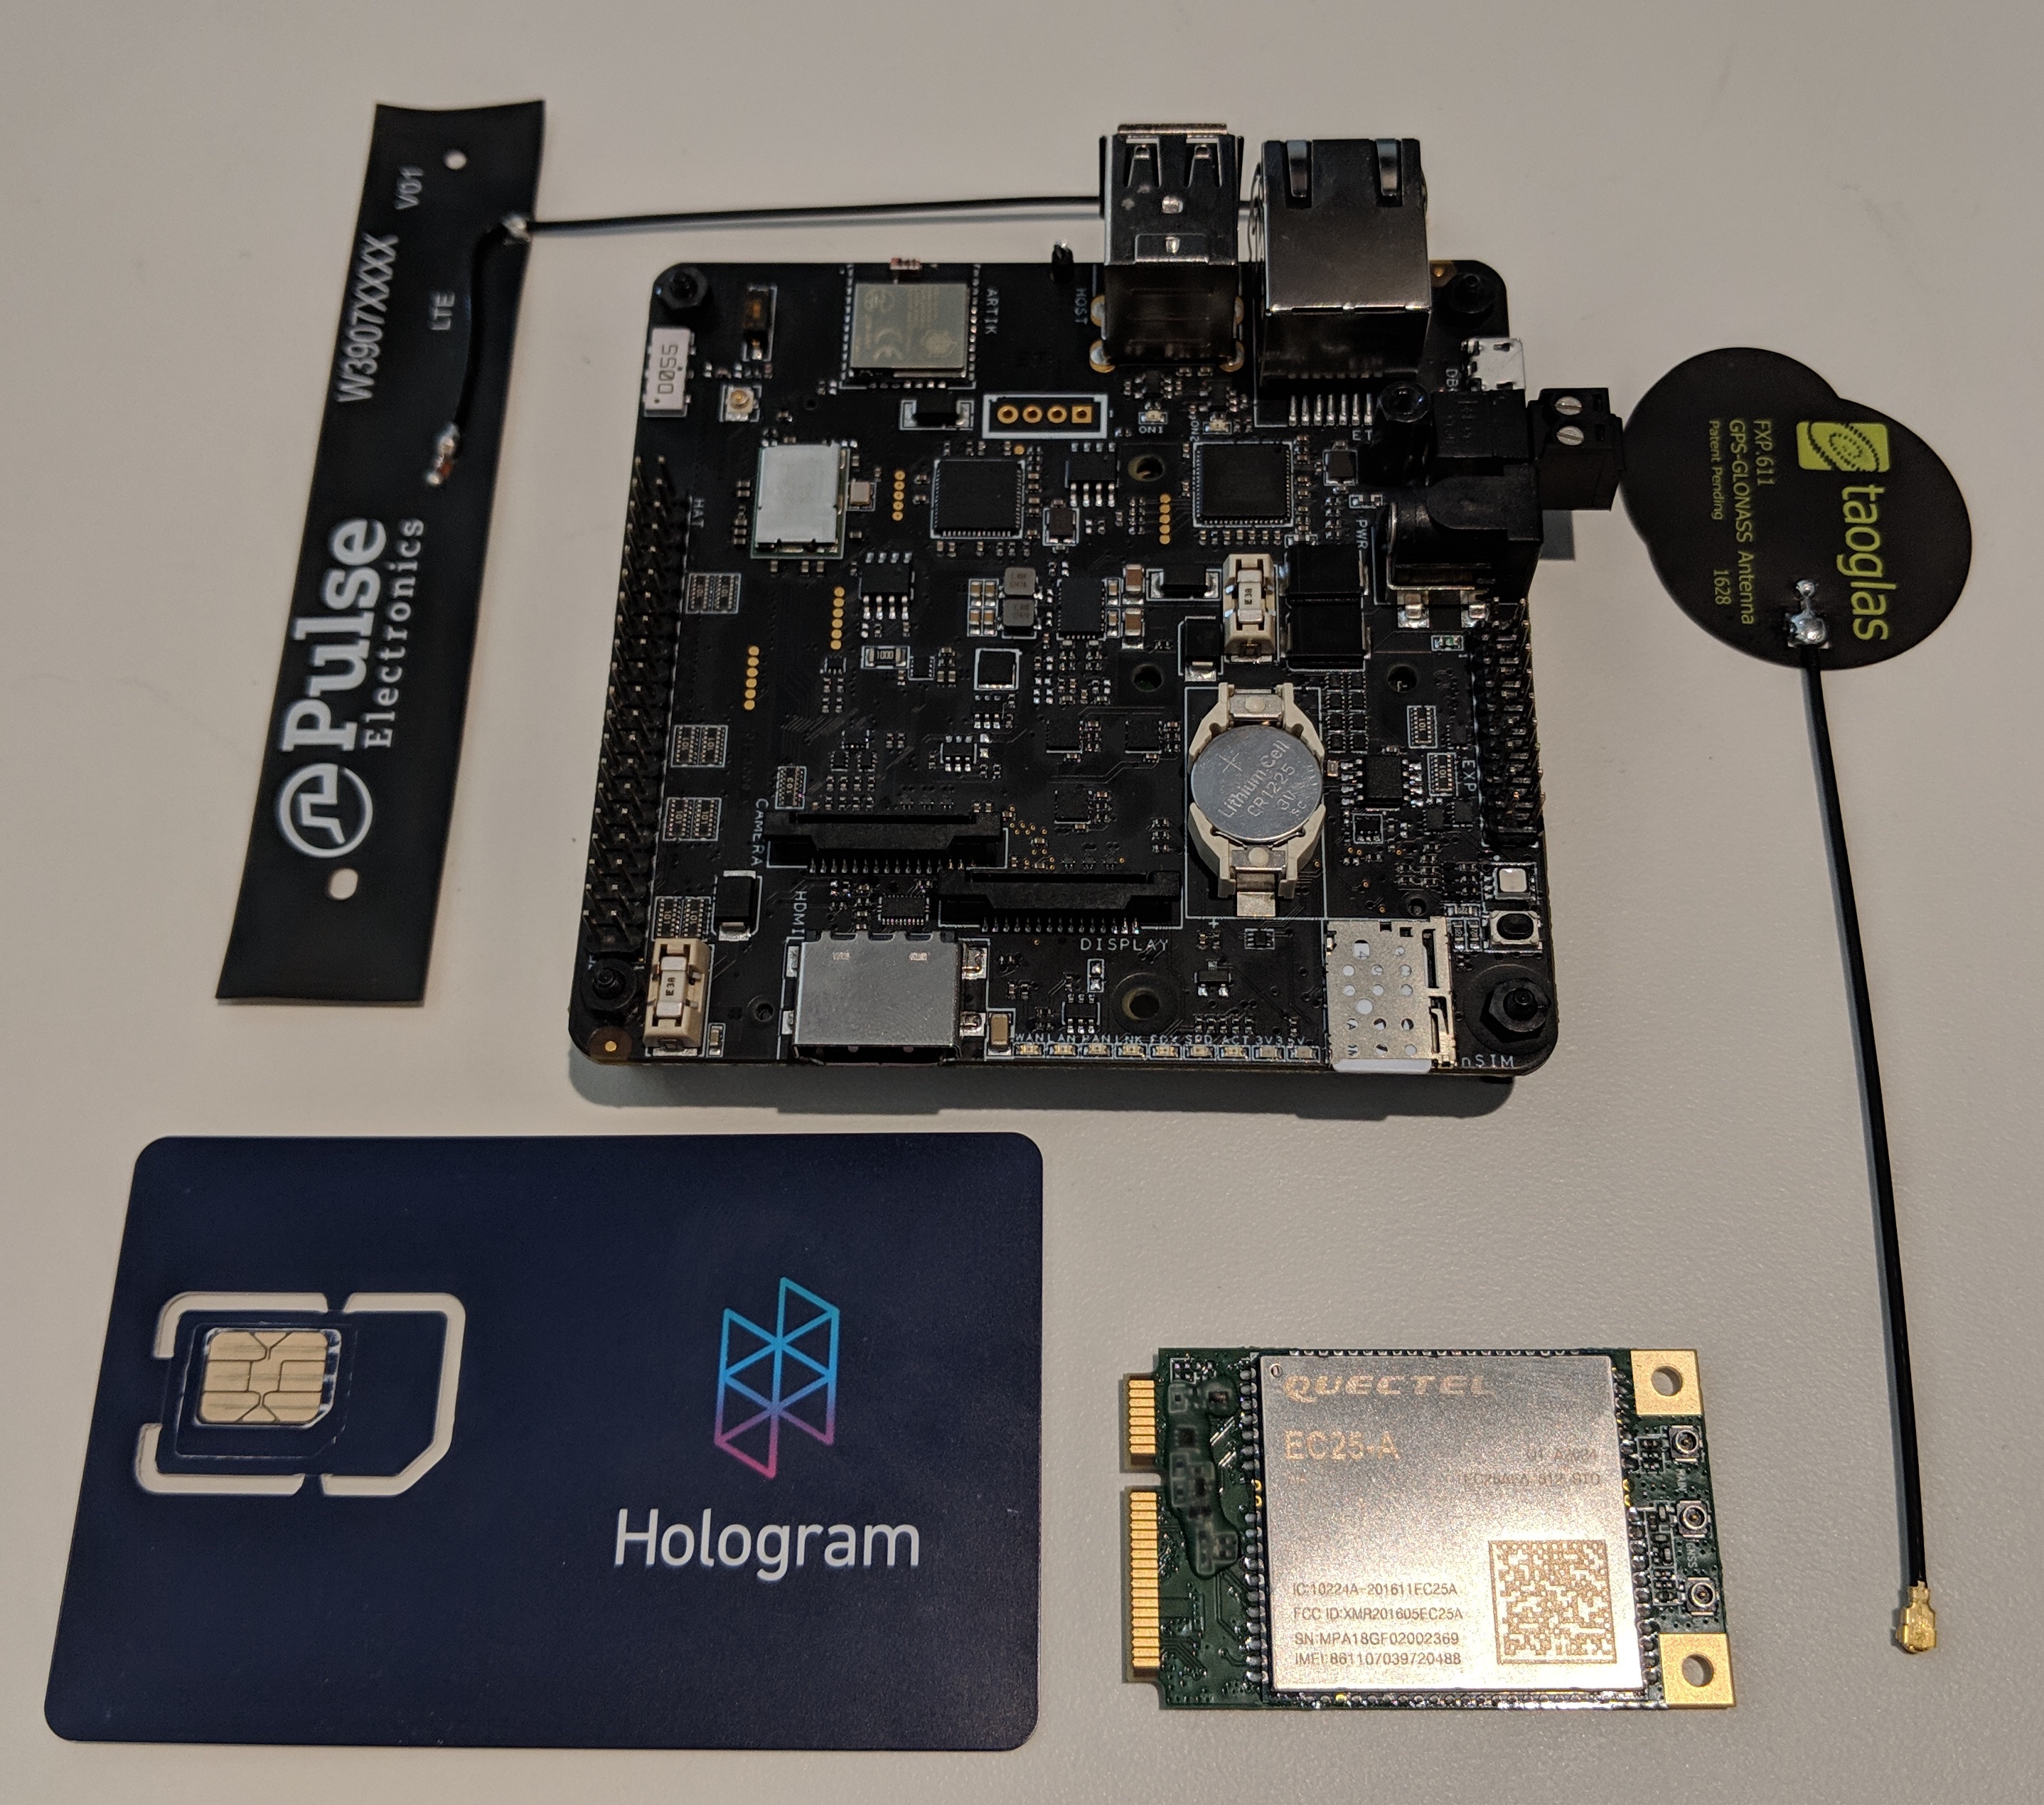 W3907XXXX V01
LTE
Pulse
Electronics
ARTIK
HOST
D0SS
HAT
PWR
EXP
CAMERA
HDMI
DISPLAY
Lithium Cell
CR1225
3V
WAN LAN PAN LNK FDX SPD ACT 3V3 5V
nSIM
taoglas
FXP.611
GPS-GLONASS Antenna
Patent Pending 1628
Hologram
QUECTEL
EC25-A
IC:10224A-201611EC25A
FCC ID:XMR201605EC25A
SN:MPA18GF02002369
IMEI:861107039720488
GNSS